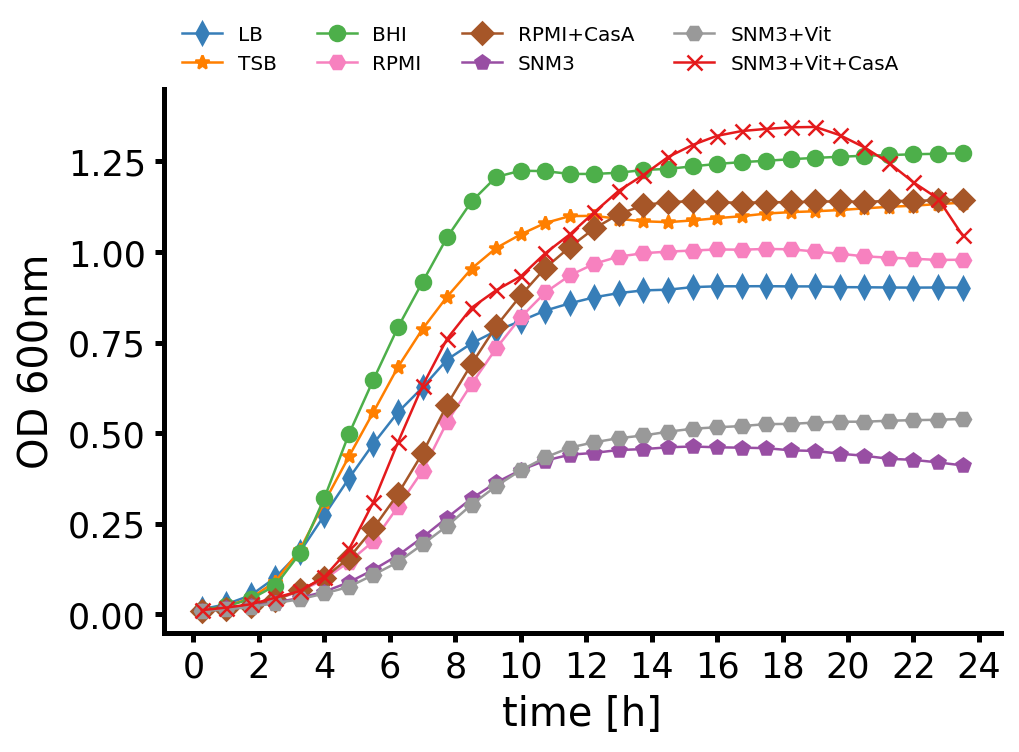 LB BHI RPMI+CasA SNM3+Vit
TSB RPMI SNM3 SNM3+Vit+CasA
1.25
1.00
0.75
0.50
0.25
0.00
OD 600nm
0 2 4 6 8 10 12 14 16 18 20 22 24
time [h]